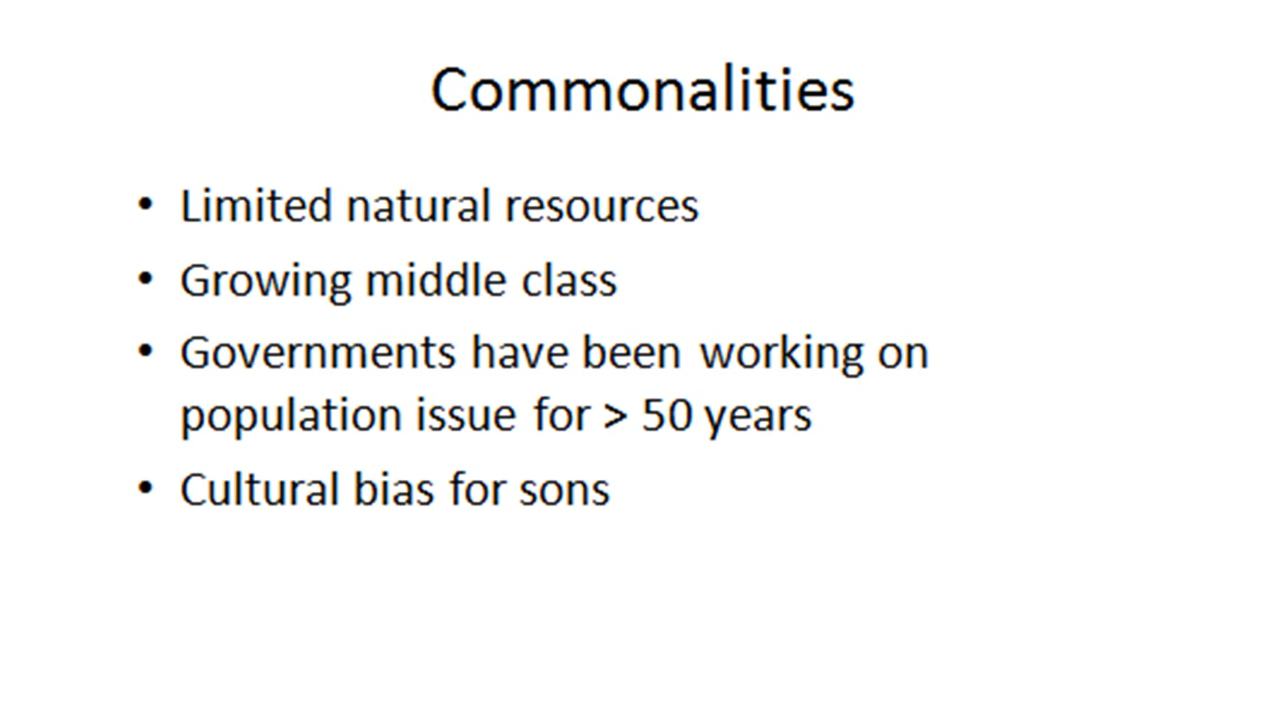 Commonalities
• Limited natural resources
• Growing middle class
• Governments have been working on
population issue for > 50 years
• Cultural bias for sons